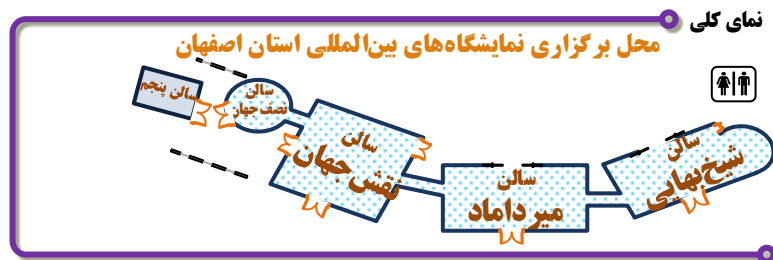 نمای کلی
محل برگزاری نمایشگاه‌های بین‌المللی استان اصفهان
سالن
شیخ‌بهایی
سالن
میرداماد
سالن
نقش‌جهان
سالن
نصف‌جهان
سالن پنجم